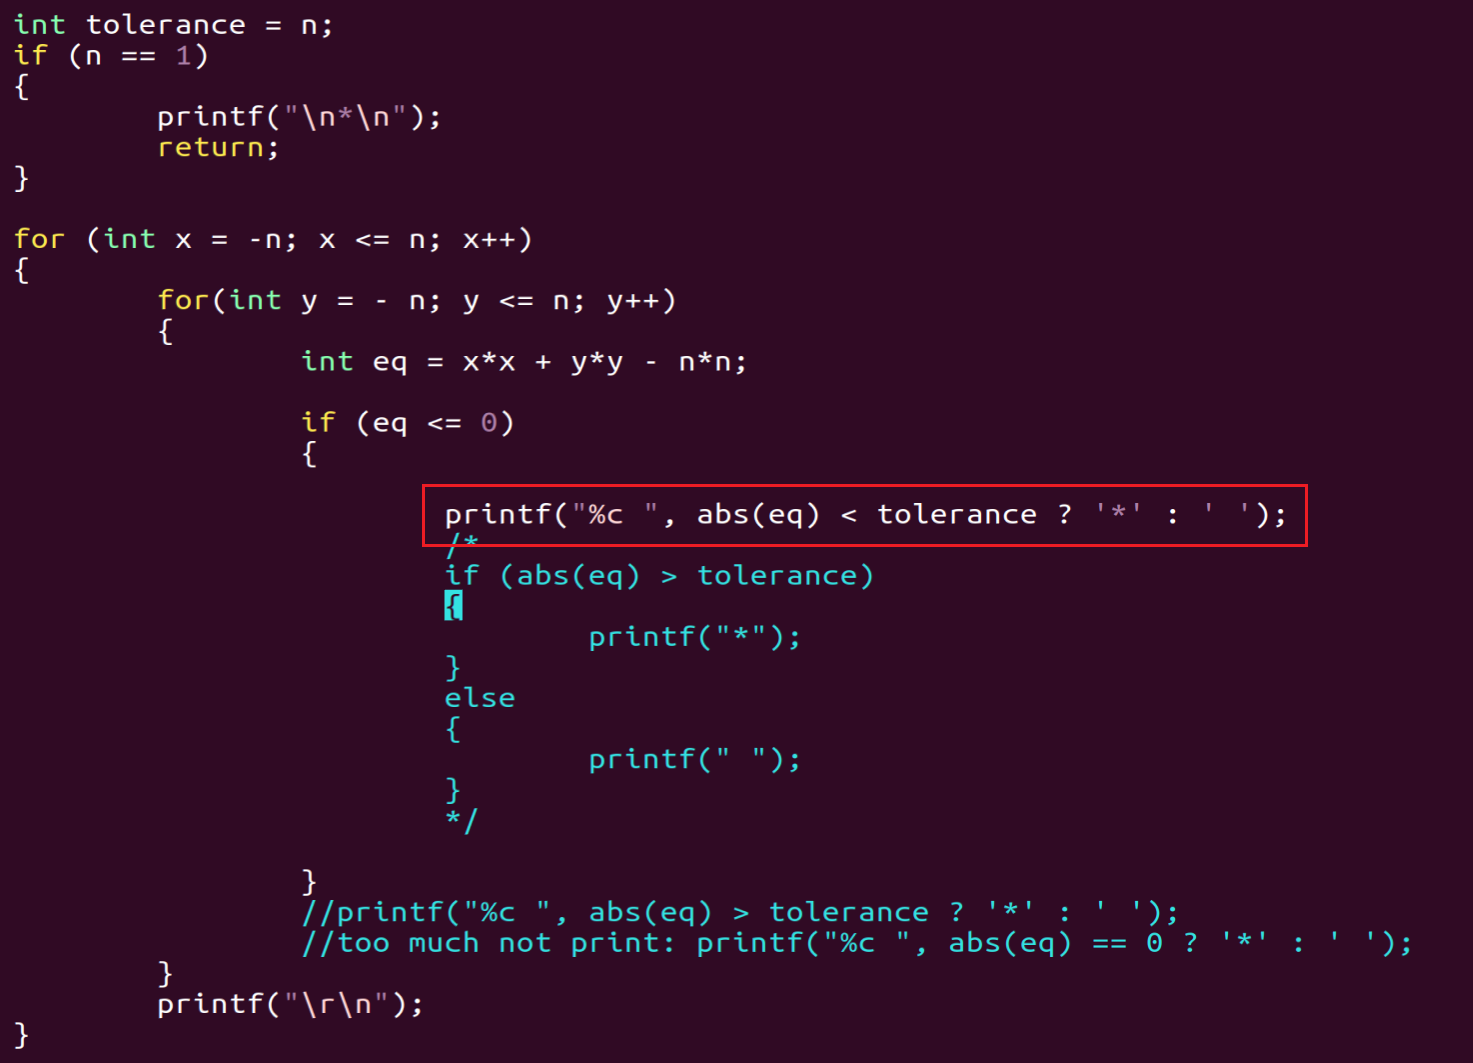 int tolerance = n;
if (n == 1)
{
        printf("\n*\n");
        return;
}

for (int x = -n; x <= n; x++)
{
        for(int y = - n; y <= n; y++)
        {
                int eq = x*x + y*y - n*n;

                if (eq <= 0)
                {

                        printf("%c ", abs(eq) < tolerance ? '*' : ' ');
                        /*
                        if (abs(eq) > tolerance)
                        {
                                printf("*");
                        }
                        else
                        {
                                printf(" ");
                        }
                        */

                }
                //printf("%c ", abs(eq) > tolerance ? '*' : ' ');
                //too much not print: printf("%c ", abs(eq) == 0 ? '*' : ' ');
        }
        printf("\r\n");
}